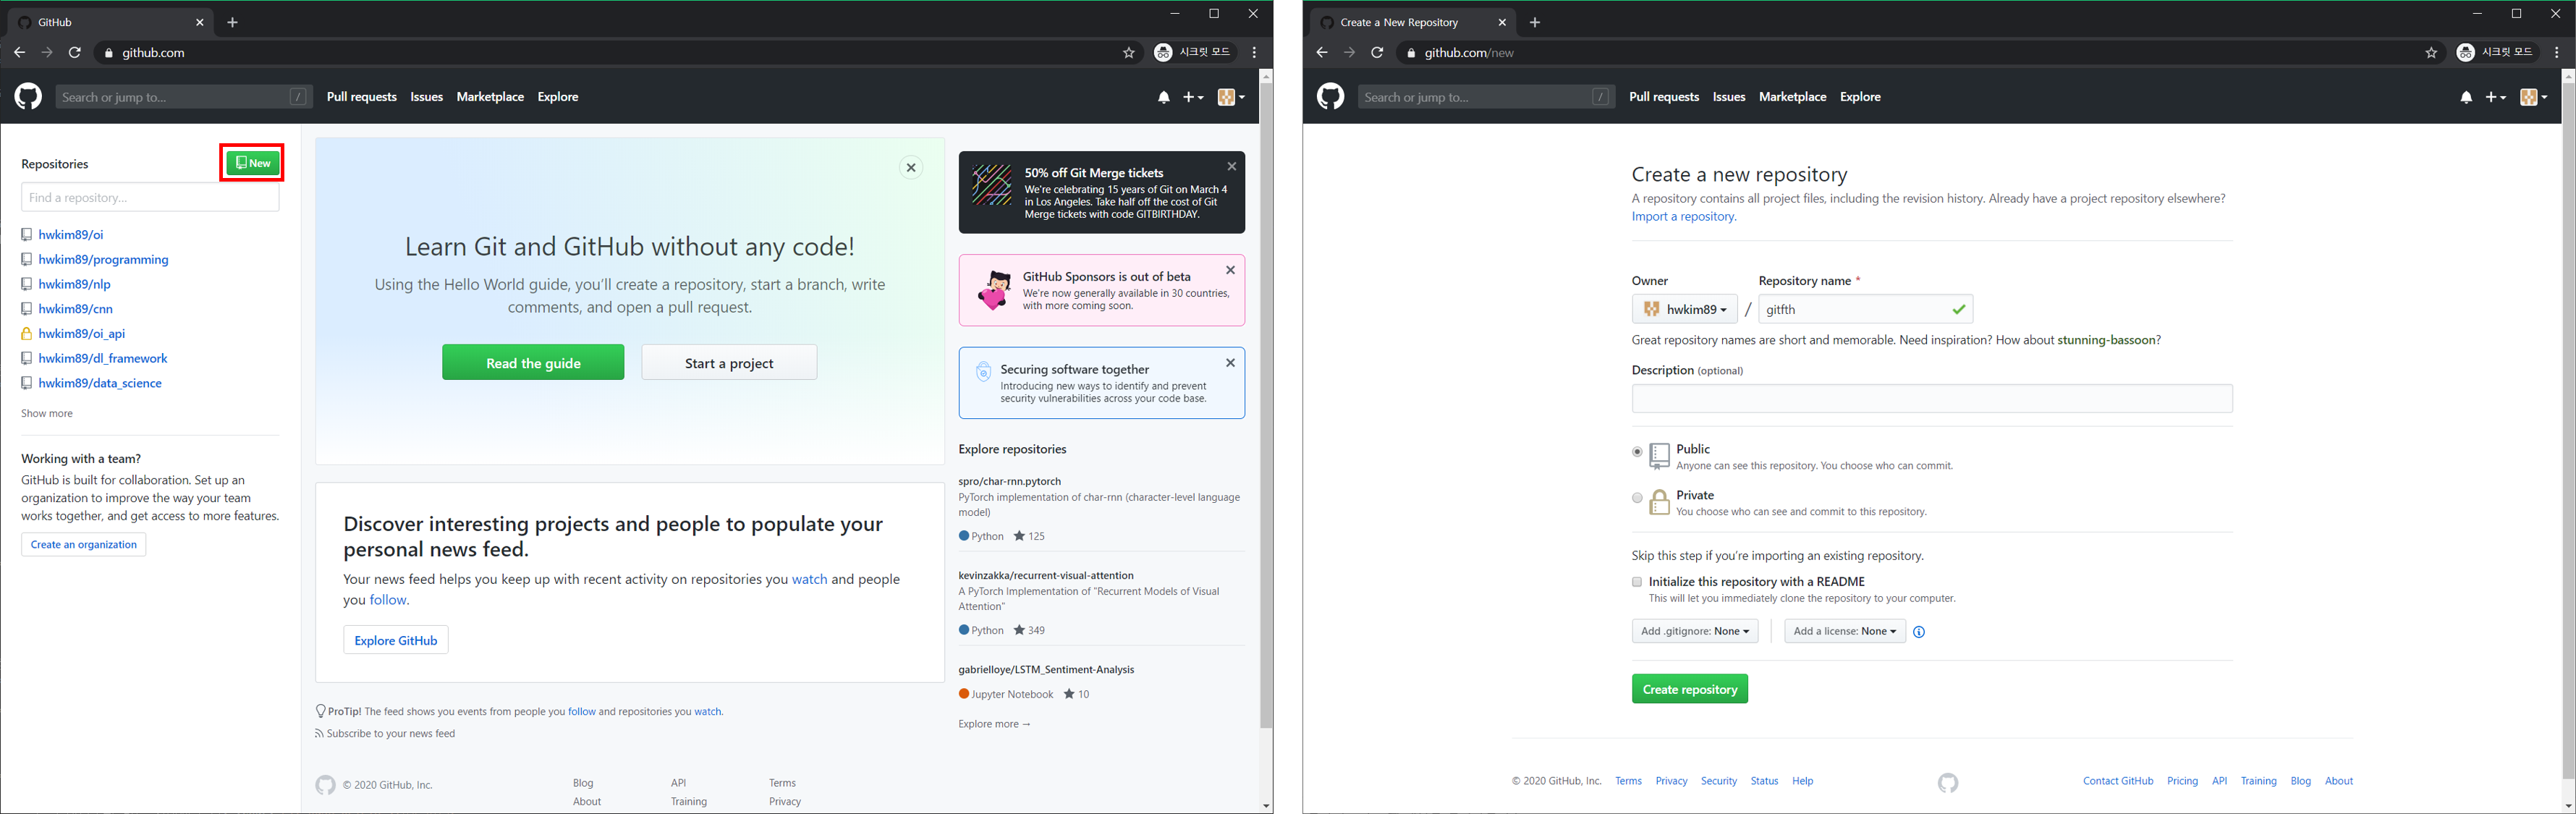 GitHub
github.com
시크릿 모드
Search or jump to...
/
Pull requests
Issues
Marketplace
Explore
Repositories
New
Find a repository...
hwkim89/oi
hwkim89/programming
hwkim89/nlp
hwkim89/cnn
hwkim89/oi_api
hwkim89/dl_framework
hwkim89/data_science
Show more
Working with a team?
GitHub is built for collaboration. Set up an
organization to improve the way your team
works together, and get access to more features.
Create an organization
Learn Git and GitHub without any code!
Using the Hello World guide, you'll create a repository, start a branch, write
comments, and open a pull request.
Read the guide
Start a project
Discover interesting projects and people to populate your
personal news feed.
Your news feed helps you keep up with recent activity on repositories you watch and people
you follow.
Explore GitHub
ProTip! The feed shows you events from people you follow and repositories you watch.
Subscribe to your news feed
© 2020 GitHub, Inc.
Blog
About
API
Training
Terms
Privacy
50% off Git Merge tickets
We're celebrating 15 years of Git on March 4
in Los Angeles. Take half off the cost of Git
Merge tickets with code GITBIRTHDAY.
GitHub Sponsors is out of beta
We're now generally available in 30 countries,
with more coming soon.
Securing software together
Introducing new ways to identify and prevent
security vulnerabilities across your code base.
Explore repositories
spro/char-rnn.pytorch
PyTorch implementation of char-rnn (character-level language
model)
Python 125
kevinzakka/recurrent-visual-attention
A PyTorch Implementation of "Recurrent Models of Visual
Attention"
Python 349
gabrielloye/LSTM_Sentiment-Analysis
Jupyter Notebook 10
Explore more →
Create a New Repository
github.com/new
시크릿 모드
Search or jump to...
/
Pull requests
Issues
Marketplace
Explore
Create a new repository
A repository contains all project files, including the revision history. Already have a project repository elsewhere?
Import a repository.
Owner
Repository name *
hwkim89
/
gitfth
Great repository names are short and memorable. Need inspiration? How about stunning-bassoon?
Description (optional)
Public
Anyone can see this repository. You choose who can commit.
Private
You choose who can see and commit to this repository.
Skip this step if you're importing an existing repository.
Initialize this repository with a README
This will let you immediately clone the repository to your computer.
Add .gitignore: None
Add a license: None
Create repository
© 2020 GitHub, Inc.
Terms
Privacy
Security
Status
Help
Contact GitHub
Pricing
API
Training
Blog
About